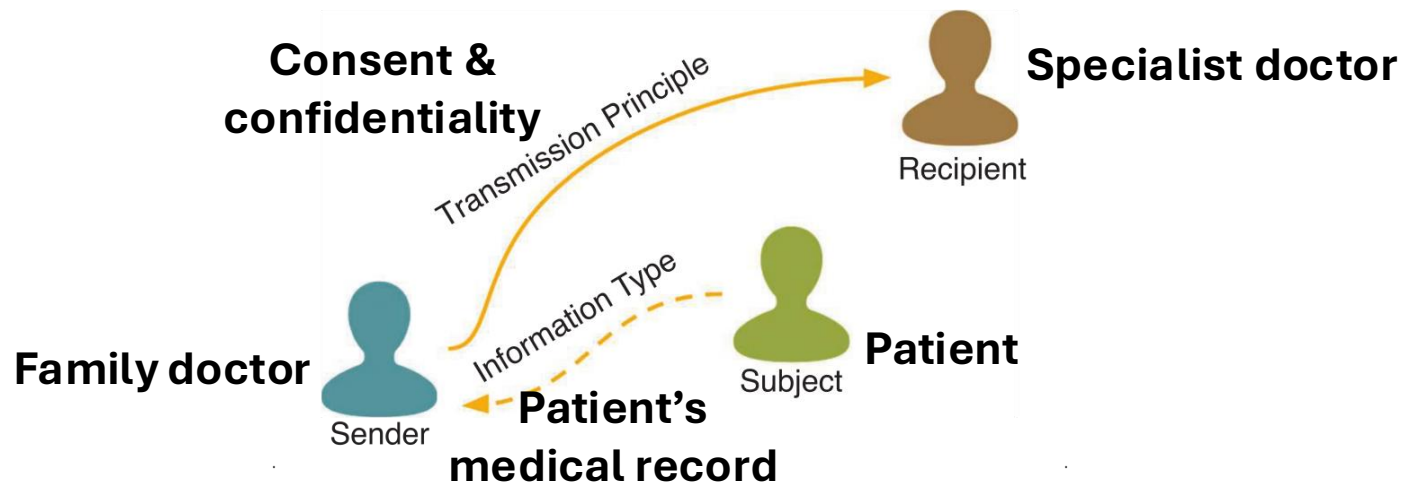 Consent &
confidentiality
Transmission Principle
Specialist doctor
Recipient
Information Type
Patient
Subject
Family doctor
Sender
Patient’s
medical record